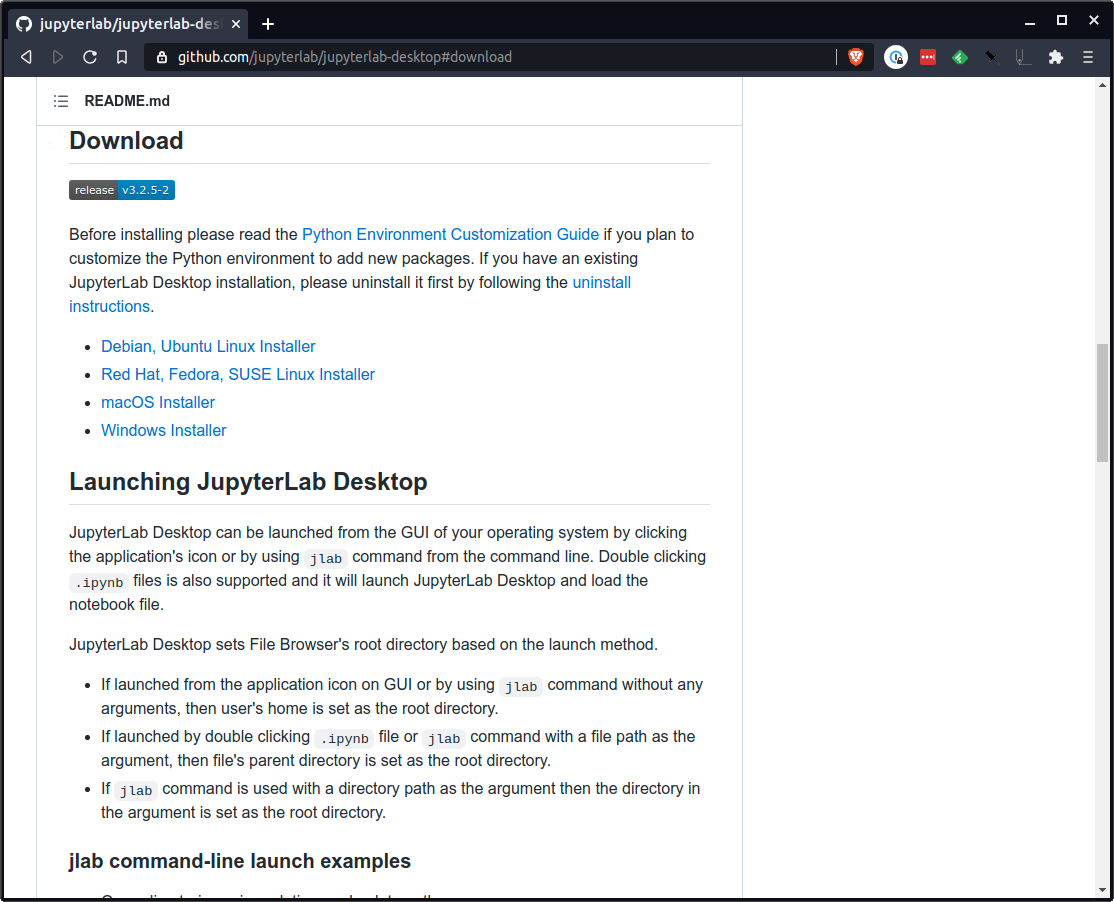 jupyterlab/jupyterlab-des
github.com/jupyterlab/jupyterlab-desktop#download
README.md
Download
release v3.2.5-2
Before installing please read the Python Environment Customization Guide if you plan to
customize the Python environment to add new packages. If you have an existing
JupyterLab Desktop installation, please uninstall it first by following the uninstall
instructions.
Debian, Ubuntu Linux Installer
Red Hat, Fedora, SUSE Linux Installer
macOS Installer
Windows Installer
Launching JupyterLab Desktop
JupyterLab Desktop can be launched from the GUI of your operating system by clicking
the application's icon or by using jlab command from the command line. Double clicking
.ipynb files is also supported and it will launch JupyterLab Desktop and load the
notebook file.
JupyterLab Desktop sets File Browser's root directory based on the launch method.
If launched from the application icon on GUI or by using jlab command without any
arguments, then user's home is set as the root directory.
If launched by double clicking .ipynb file or jlab command with a file path as the
argument, then file's parent directory is set as the root directory.
If jlab command is used with a directory path as the argument then the directory in
the argument is set as the root directory.
jlab command-line launch examples